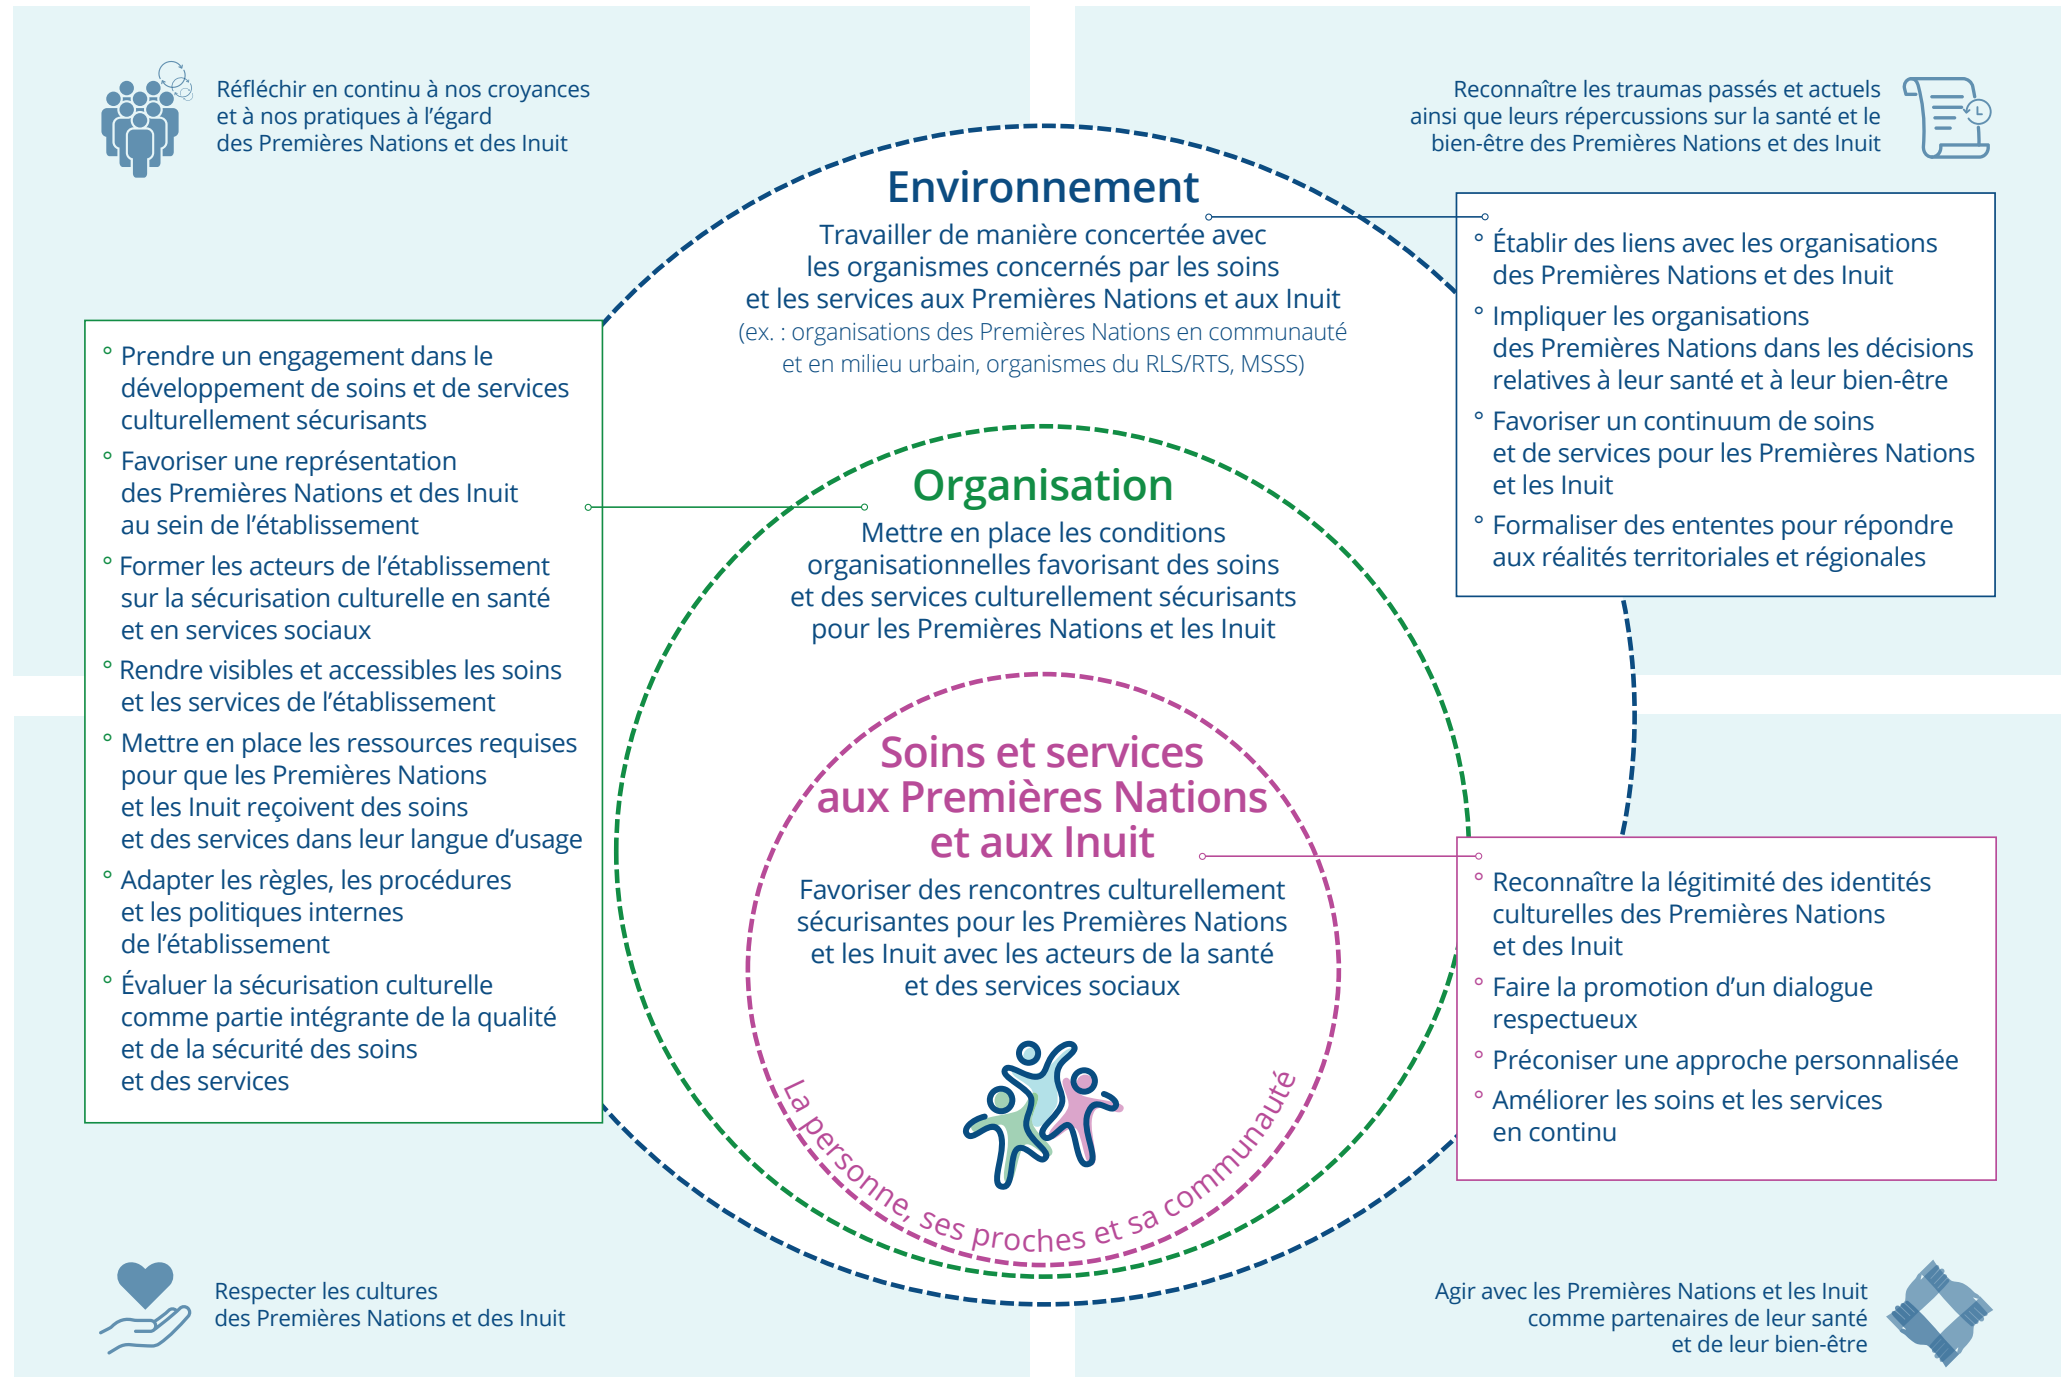 Réfléchir en continu à nos croyances
et à nos pratiques à l’égard
des Premières Nations et des Inuit
Reconnaître les traumas passés et actuels
ainsi que leurs répercussions sur la santé et le
bien-être des Premières Nations et des Inuit
Environnement
Travailler de manière concertée avec
les organismes concernés par les soins
et les services aux Premières Nations et aux Inuit
(ex. : organisations des Premières Nations en communauté
et en milieu urbain, organismes du RLS/RTS, MSSS)
° Établir des liens avec les organisations
des Premières Nations et des Inuit
° Impliquer les organisations
des Premières Nations dans les décisions
relatives à leur santé et à leur bien-être
° Favoriser un continuum de soins
et de services pour les Premières Nations
et les Inuit
° Formaliser des ententes pour répondre
aux réalités territoriales et régionales
° Prendre un engagement dans le
développement de soins et de services
culturellement sécurisants
° Favoriser une représentation
des Premières Nations et des Inuit
au sein de l’établissement
° Former les acteurs de l’établissement
sur la sécurisation culturelle en santé
et en services sociaux
° Rendre visibles et accessibles les soins
et les services de l’établissement
° Mettre en place les ressources requises
pour que les Premières Nations
et les Inuit reçoivent des soins
et des services dans leur langue d’usage
° Adapter les règles, les procédures
et les politiques internes
de l’établissement
° Évaluer la sécurisation culturelle
comme partie intégrante de la qualité
et de la sécurité des soins
et des services
Organisation
Mettre en place les conditions
organisationnelles favorisant des soins
et des services culturellement sécurisants
pour les Premières Nations et les Inuit
Soins et services
aux Premières Nations
et aux Inuit
Favoriser des rencontres culturellement
sécurisantes pour les Premières Nations
et les Inuit avec les acteurs de la santé
et des services sociaux
La personne, ses proches et sa communauté
° Reconnaître la légitimité des identités
culturelles des Premières Nations
et des Inuit
° Faire la promotion d’un dialogue
respectueux
° Préconiser une approche personnalisée
° Améliorer les soins et les services
en continu
Respecter les cultures
des Premières Nations et des Inuit
Agir avec les Premières Nations et les Inuit
comme partenaires de leur santé
et de leur bien-être